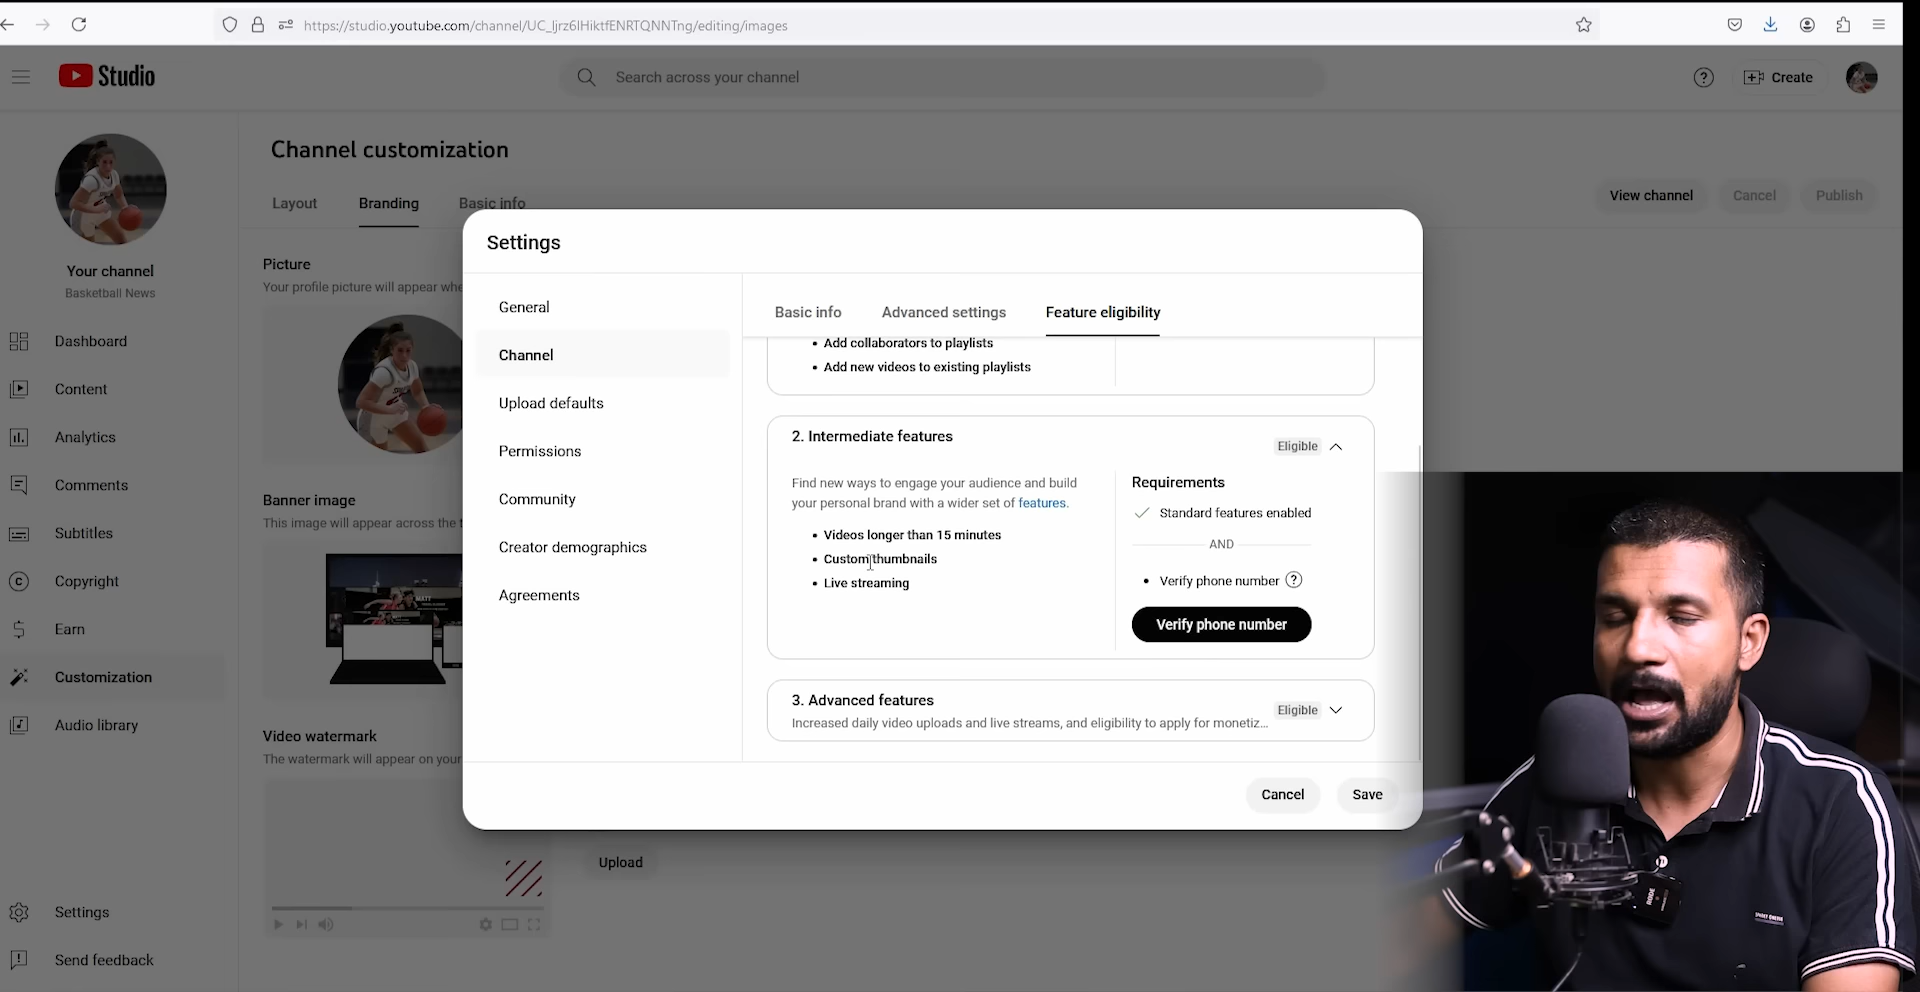 https://studio.youtube.com/channel/UC_ljrz6lHiktfENRTQNNTng/editing/images
Studio
Search across your channel
Create
Your channel
Basketball News
Dashboard
Content
Analytics
Comments
Subtitles
Copyright
Earn
Customization
Audio library
Settings
Send feedback
Channel customization
Layout
Branding
Basic info
View channel
Cancel
Publish
Picture
Your profile picture will appear whe
Banner image
This image will appear across the t
MATT
Video watermark
The watermark will appear on your
Upload
Settings
General
Channel
Upload defaults
Permissions
Community
Creator demographics
Agreements
Basic info
Advanced settings
Feature eligibility
• Add collaborators to playlists
• Add new videos to existing playlists
2. Intermediate features
Eligible
Find new ways to engage your audience and build
your personal brand with a wider set of features.
• Videos longer than 15 minutes
• Custom thumbnails
• Live streaming
Requirements
Standard features enabled
AND
• Verify phone number
Verify phone number
3. Advanced features
Increased daily video uploads and live streams, and eligibility to apply for monetiz...
Eligible
Cancel
Save
RODE